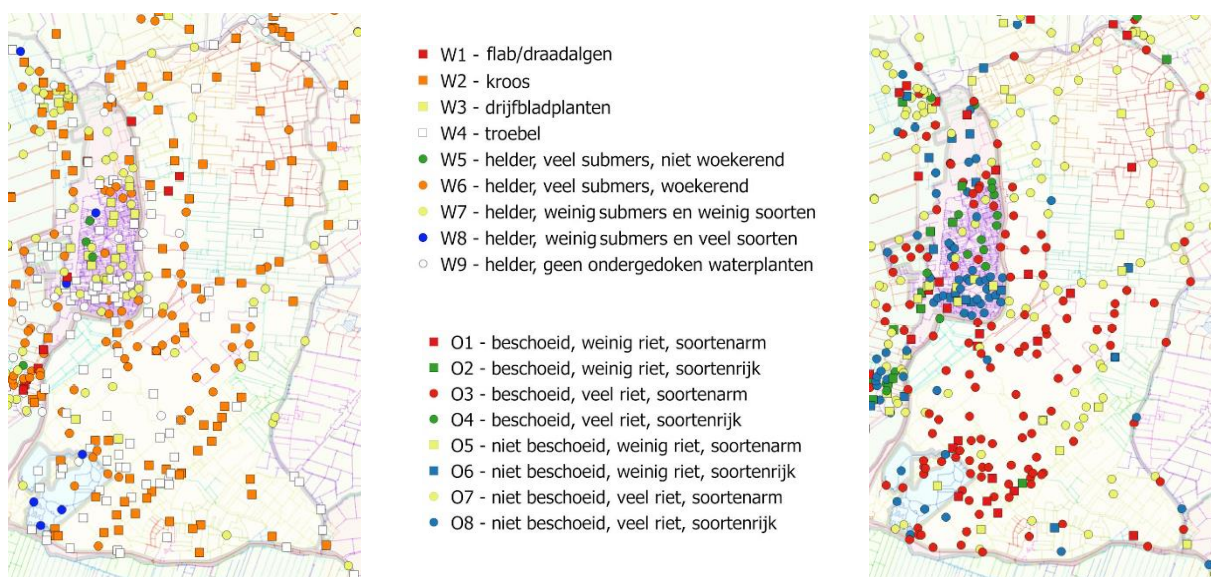 W1 - flab/draadalgen
W2 - kroos
W3 - drijfbladplanten
W4 - troebel
W5 - helder, veel submers, niet woekerend
W6 - helder, veel submers, woekerend
W7 - helder, weinig submers en weinig soorten
W8 - helder, weinig submers en veel soorten
W9 - helder, geen ondergedoken waterplanten
O1 - beschoeid, weinig riet, soortenarm
O2 - beschoeid, weinig riet, soortenrijk
O3 - beschoeid, veel riet, soortenarm
O4 - beschoeid, veel riet, soortenrijk
O5 - niet beschoeid, weinig riet, soortenarm
O6 - niet beschoeid, weinig riet, soortenrijk
O7 - niet beschoeid, veel riet, soortenarm
O8 - niet beschoeid, veel riet, soortenrijk